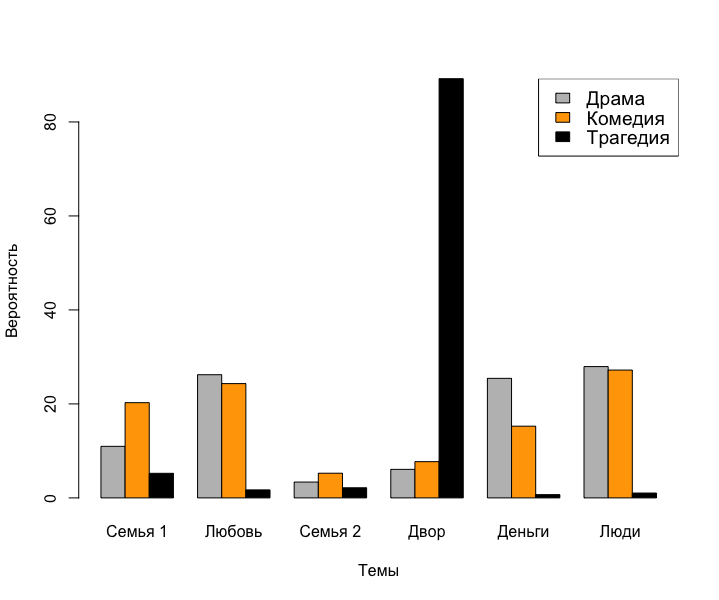 Драма
Комедия
Трагедия
80
60
40
20
0
Вероятность
Семья 1 Любовь Семья 2 Двор Деньги Люди
Темы